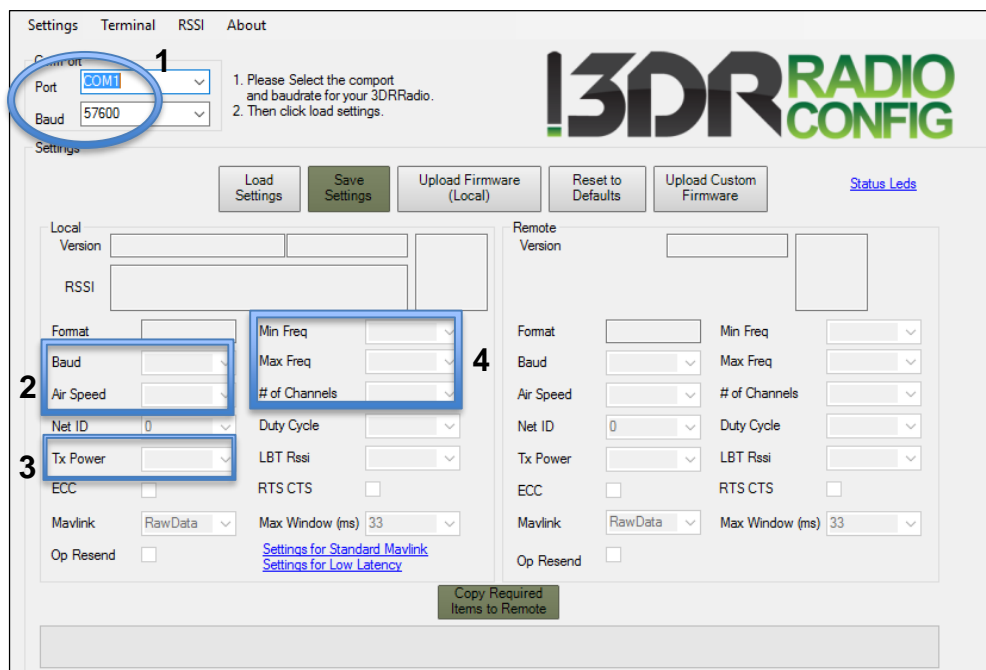 Settings Terminal RSSI About
1
ComPort
Port COM1
Baud 57600
1. Please Select the comport
and baudrate for your 3DRRadio.
2. Then click load settings.
!3DR RADIO
CONFIG
Settings
Load
Settings
Save
Settings
Upload Firmware
(Local)
Reset to
Defaults
Upload Custom
Firmware
Status Leds
Local
Version
RSSI
Format
Min Freq
2
Baud
Max Freq
4
Air Speed
# of Channels
Net ID 0
Duty Cycle
3
Tx Power
LBT Rssi
ECC
RTS CTS
Mavlink RawData
Max Window (ms) 33
Op Resend
Settings for Standard Mavlink
Settings for Low Latency
Remote
Version
Format
Min Freq
Baud
Max Freq
Air Speed
# of Channels
Net ID 0
Duty Cycle
Tx Power
LBT Rssi
ECC
RTS CTS
Mavlink RawData
Max Window (ms) 33
Op Resend
Copy Required
Items to Remote